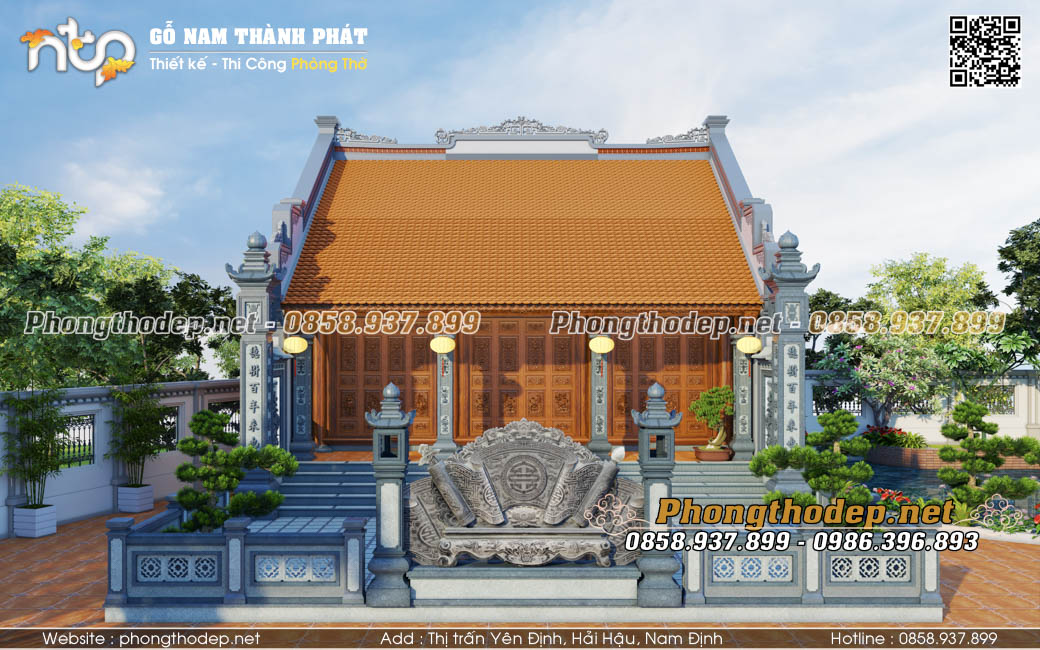 ntp
GỖ NAM THÀNH PHÁT
Thiết kế - Thi Công Phòng Thờ
Phongthodep.net - 0858.937.899
Phongthodep.net - 0858.937.899
Phongthodep.net
0858.937.899 - 0986.396.893
Website : phongthodep.net
Add : Thị trấn Yên Định, Hải Hậu, Nam Định
Hotline : 0858.937.899